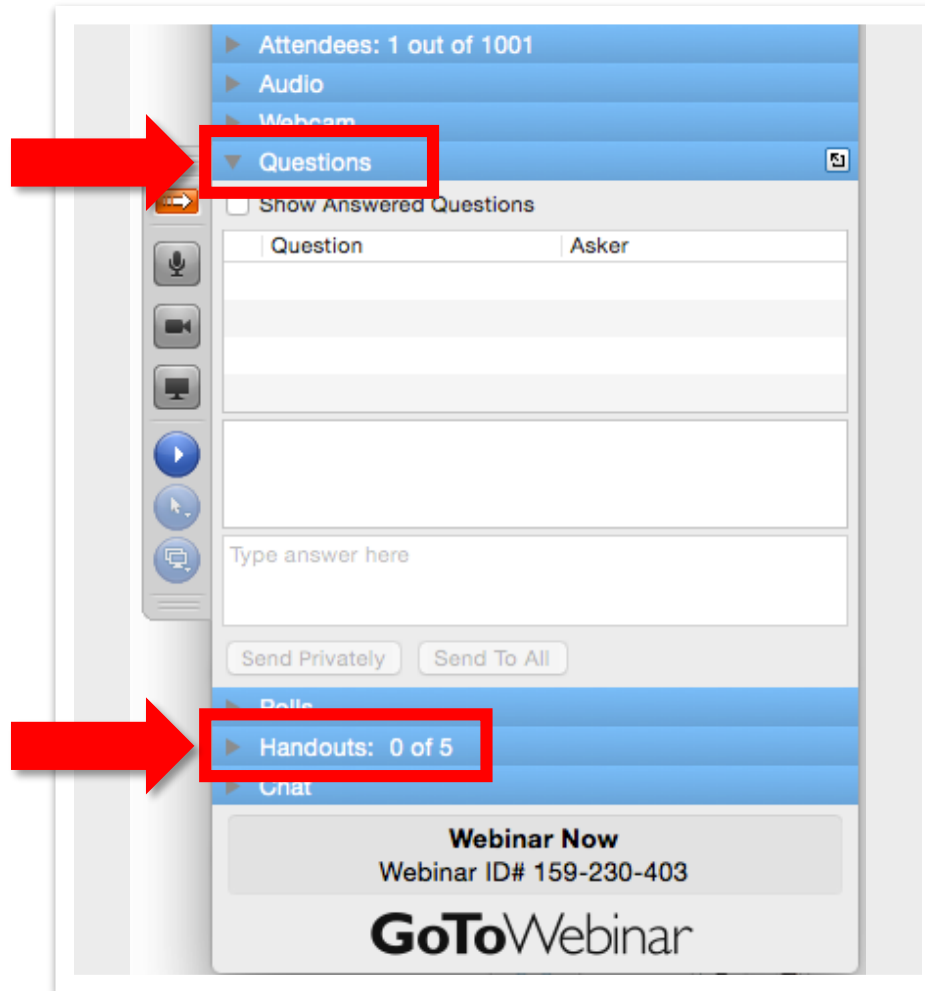 Attendees: 1 out of 1001
Audio
Webcam
Questions
Show Answered Questions
Question Asker
Type answer here
Send Privately Send To All
Polls
Handouts: 0 of 5
Chat
Webinar Now
Webinar ID# 159-230-403
GoToWebinar